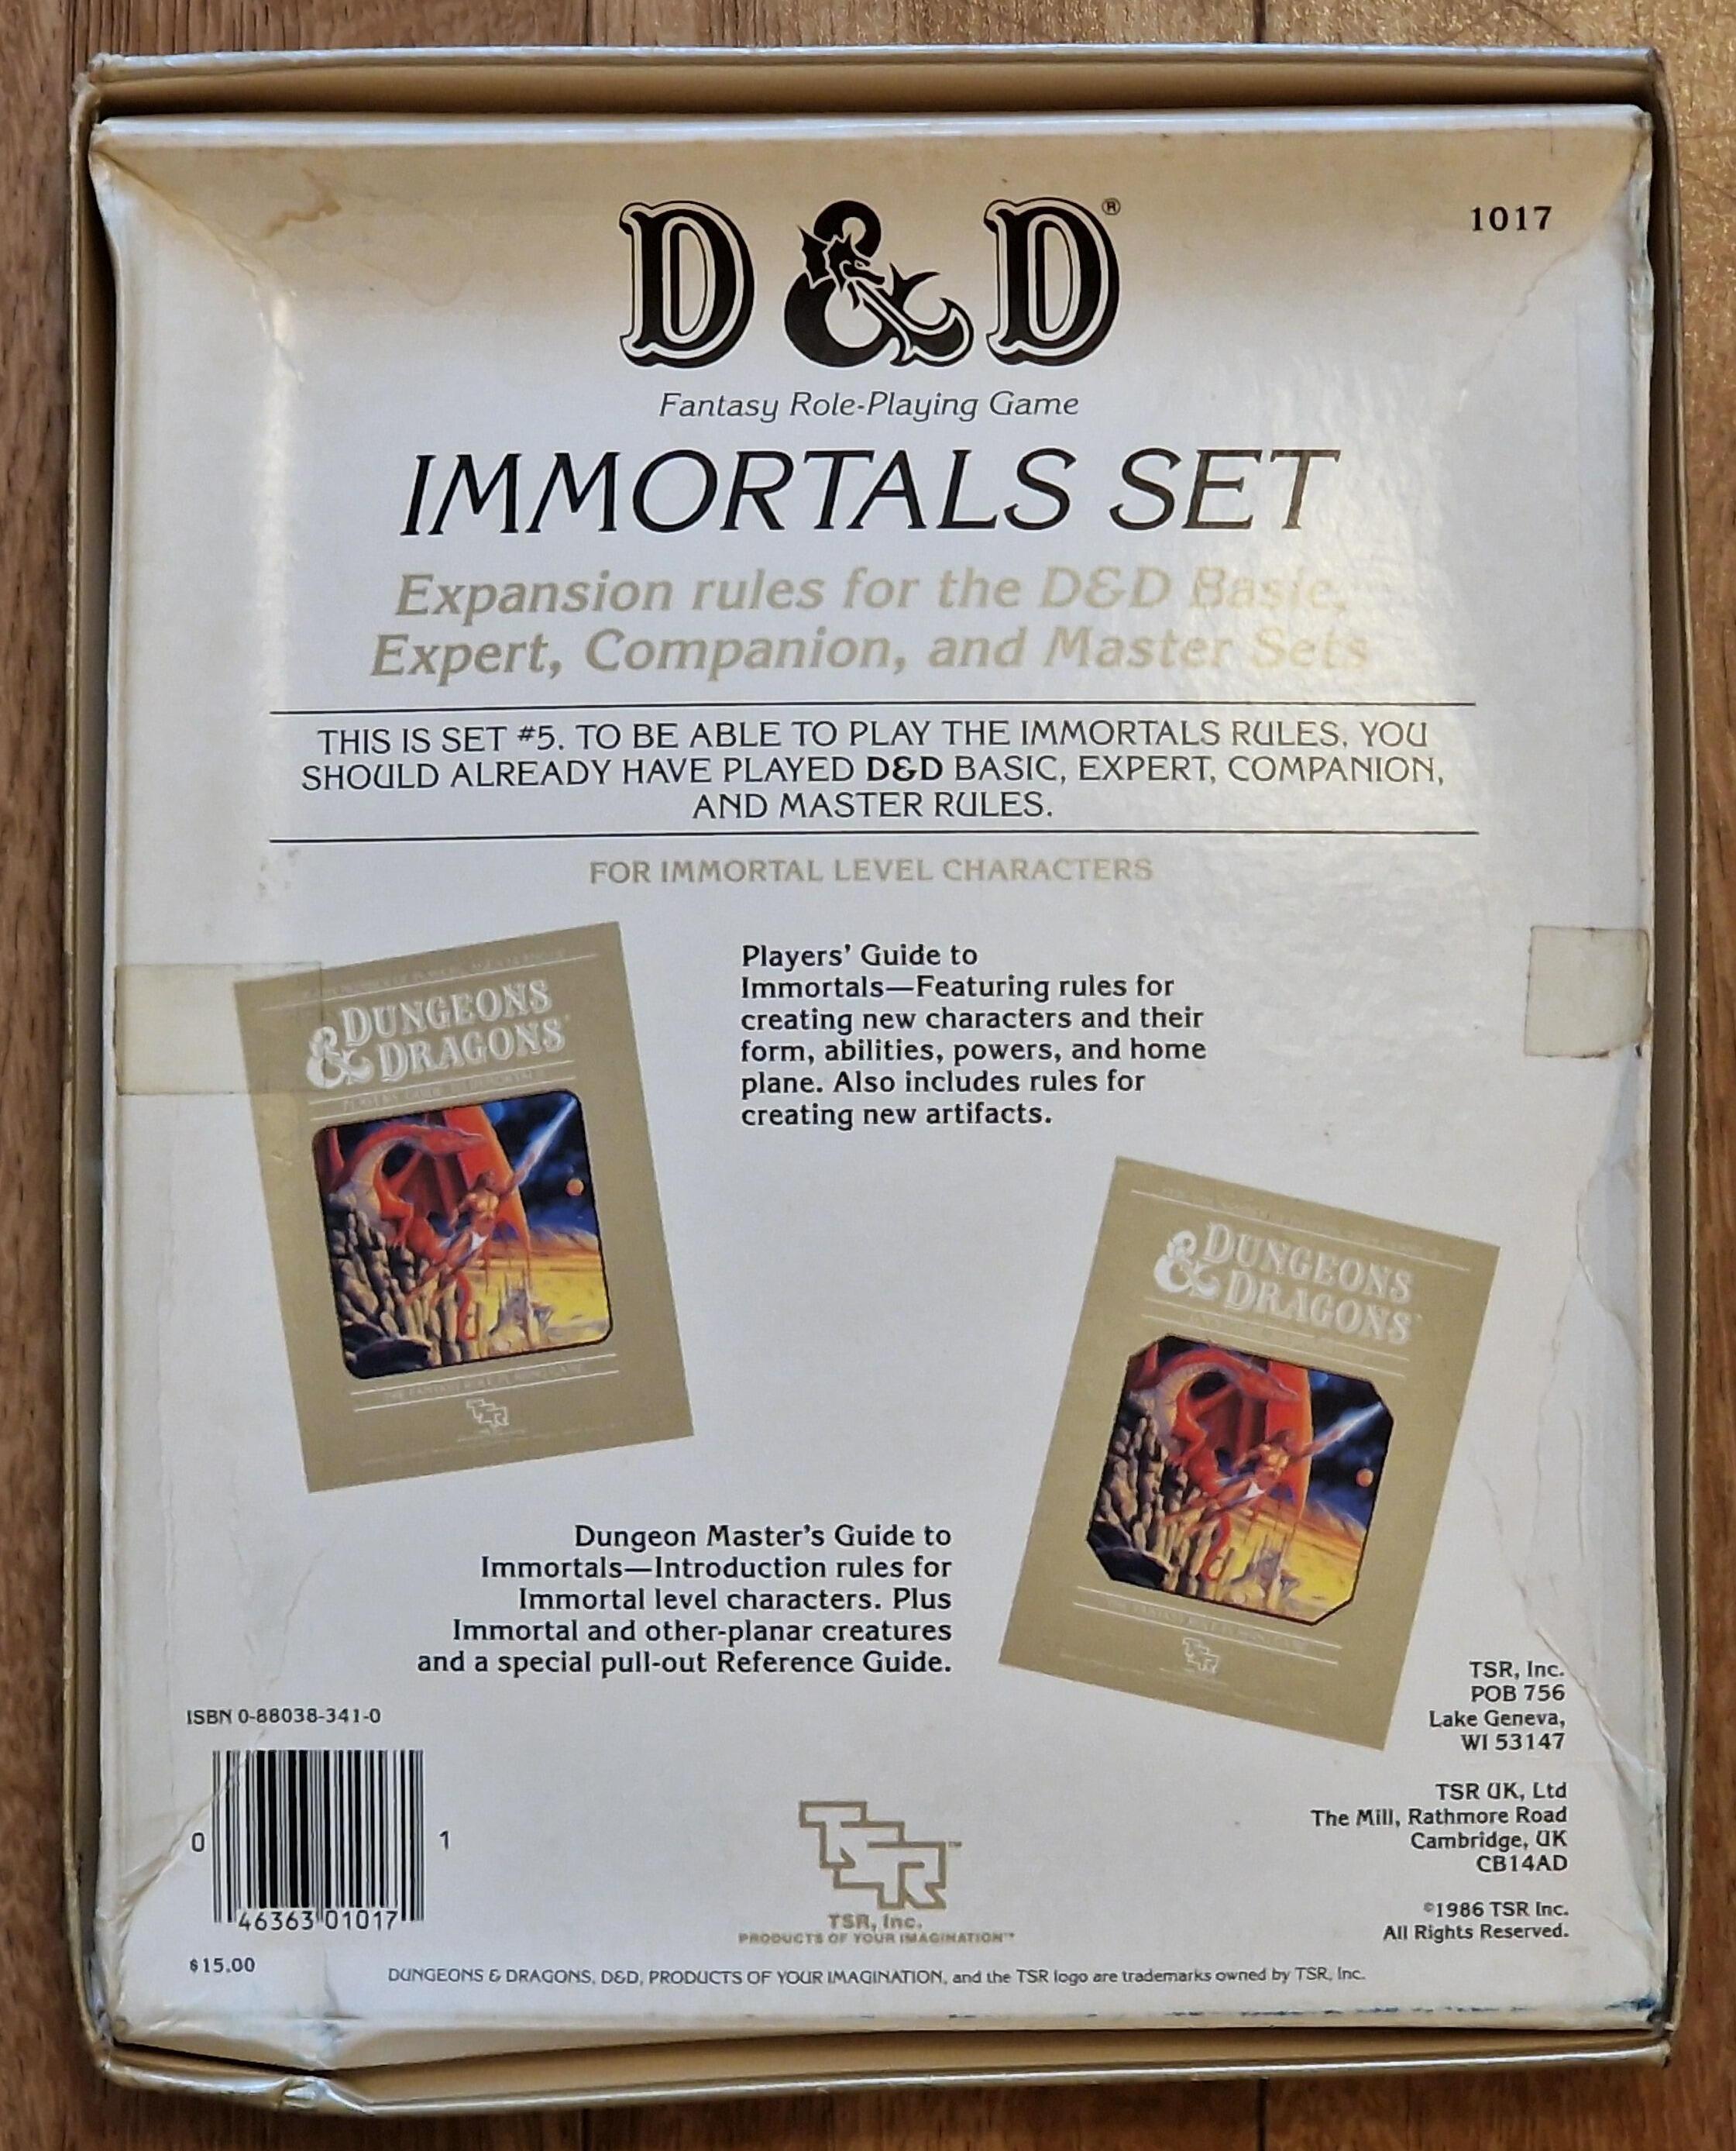 D&D®
1017
Fantasy Role-Playing Game
IMMORTALS SET
Expansion rules for the D&D Basic,
Expert, Companion, and Master Sets
THIS IS SET #5. TO BE ABLE TO PLAY THE IMMORTALS RULES, YOU
SHOULD ALREADY HAVE PLAYED D&D BASIC, EXPERT, COMPANION,
AND MASTER RULES.
FOR IMMORTAL LEVEL CHARACTERS
DUNGEONS
& DRAGONS
THE FANTASY ROLE-PLAYING GAME
TSR
Players' Guide to
Immortals—Featuring rules for
creating new characters and their
form, abilities, powers, and home
plane. Also includes rules for
creating new artifacts.
DUNGEONS
& DRAGONS
TSR
Dungeon Master's Guide to
Immortals—Introduction rules for
Immortal level characters. Plus
Immortal and other-planar creatures
and a special pull-out Reference Guide.
TSR, Inc.
POB 756
Lake Geneva,
WI 53147
TSR UK, Ltd
The Mill, Rathmore Road
Cambridge, UK
CB14AD
©1986 TSR Inc.
All Rights Reserved.
ISBN 0-88038-341-0
0 46363 01017 1
$15.00
TSR™
TSR, Inc.
PRODUCTS OF YOUR IMAGINATION™
DUNGEONS & DRAGONS, D&D, PRODUCTS OF YOUR IMAGINATION, and the TSR logo are trademarks owned by TSR, Inc.